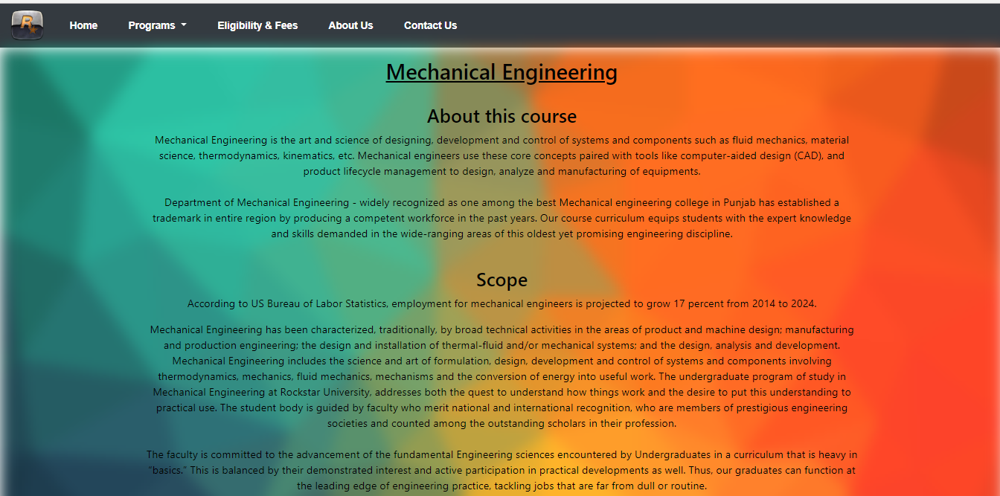 R
Home Programs Eligibility & Fees About Us Contact Us
Mechanical Engineering
About this course
Mechanical Engineering is the art and science of designing, development and control of systems and components such as fluid mechanics, material
science, thermodynamics, kinematics, etc. Mechanical engineers use these core concepts paired with tools like computer-aided design (CAD), and
product lifecycle management to design, analyze and manufacturing of equipments.
Department of Mechanical Engineering - widely recognized as one among the best Mechanical engineering college in Punjab has established a
trademark in entire region by producing a competent workforce in the past years. Our course curriculum equips students with the expert knowledge
and skills demanded in the wide-ranging areas of this oldest yet promising engineering discipline.
Scope
According to US Bureau of Labor Statistics, employment for mechanical engineers is projected to grow 17 percent from 2014 to 2024.
Mechanical Engineering has been characterized, traditionally, by broad technical activities in the areas of product and machine design; manufacturing
and production engineering; the design and installation of thermal-fluid and/or mechanical systems; and the design, analysis and development.
Mechanical Engineering includes the science and art of formulation, design, development and control of systems and components involving
thermodynamics, mechanics, fluid mechanics, mechanisms and the conversion of energy into useful work. The undergraduate program of study in
Mechanical Engineering at Rockstar University, addresses both the quest to understand how things work and the desire to put this understanding to
practical use. The student body is guided by faculty who merit national and international recognition, who are members of prestigious engineering
societies and counted among the outstanding scholars in their profession.
The faculty is committed to the advancement of the fundamental Engineering sciences encountered by Undergraduates in a curriculum that is heavy in
“basics.” This is balanced by their demonstrated interest and active participation in practical developments as well. Thus, our graduates can function at
the leading edge of engineering practice, tackling jobs that are far from dull or routine.